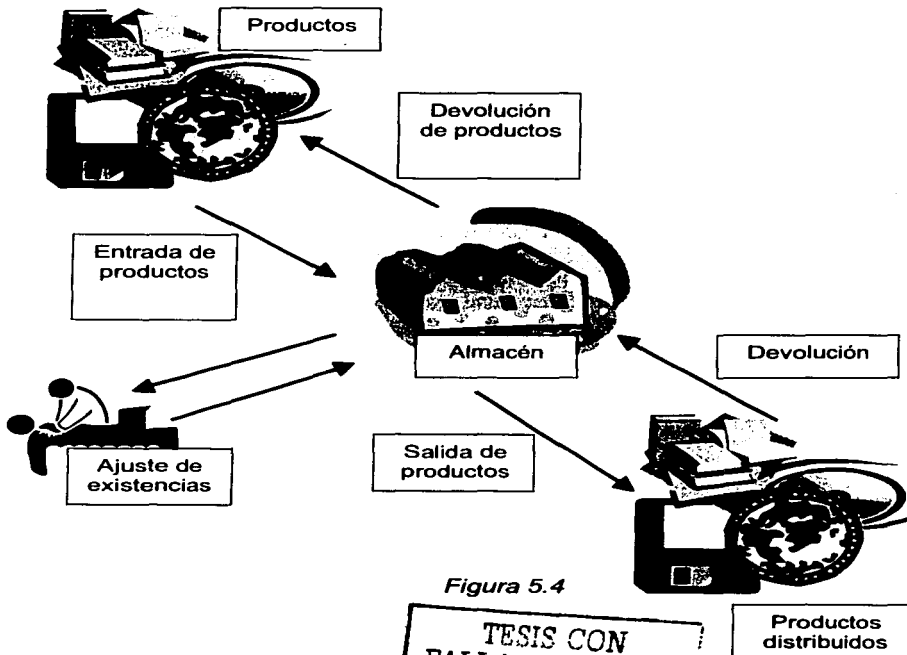 Productos
Devolución
de productos
Entrada de
productos
Almacén
Devolución
Ajuste de
existencias
Salida de
productos
Figura 5.4
TESIS CON
Productos
distribuidos